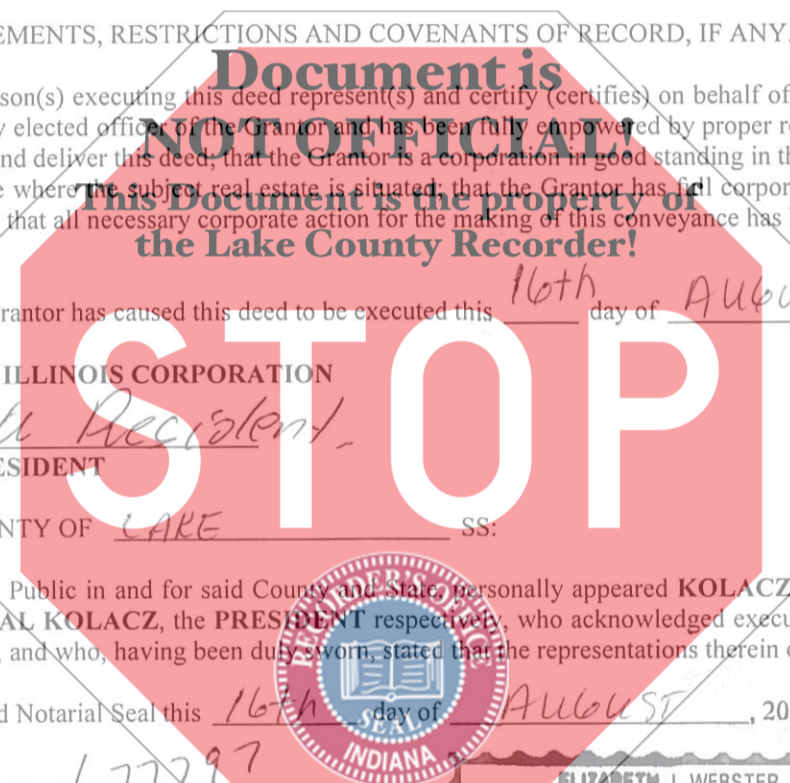 EMENTS, RESTRICTIONS AND COVENANTS OF RECORD, IF ANY.
Document is
son(s) executing this deed represent(s) and certify (certifies) on behalf of
y elected officer of the Grantor and has been fully empowered by proper r
NOT OFFICIAL!
nd deliver this deed; that the Grantor is a corporation in good standing in th
e where the subject real estate is situated; that the Grantor has full corpor
This Document is the property of
that all necessary corporate action for the making of this conveyance has
the Lake County Recorder!
rantor has caused this deed to be executed this 16th day of AUGU
STOP
ILLINOIS CORPORATION
President
ESIDENT
NTY OF LAKE SS:
Public in and for said County and State, personally appeared KOLACZ
AL KOLACZ, the PRESIDENT respectively, who acknowledged execu
, and who, having been duly sworn, stated that the representations therein c
RECORDER'S OFFICE
d Notarial Seal this 16th day of AUGUST, 20
SEAL
INDIANA
177297
ELIZABETH J WEBSTER